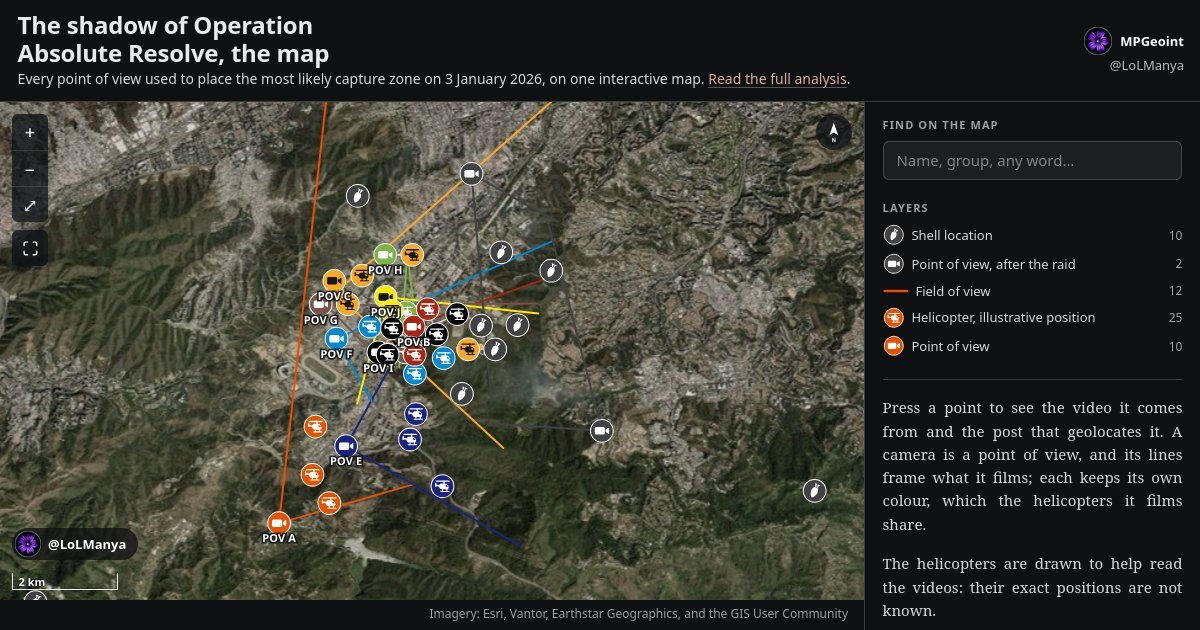 The shadow of Operation
Absolute Resolve, the map
Every point of view used to place the most likely capture zone on 3 January 2026, on one interactive map. Read the full analysis.
MPGeoint
@LoLManya
N
POV H
POV C
POV G
POV J
POV F
POV B
POV I
POV E
POV A
@LoLManya
2 km
Imagery: Esri, Vantor, Earthstar Geographics, and the GIS User Community
FIND ON THE MAP
Name, group, any word...
LAYERS
Shell location 10
Point of view, after the raid 2
Field of view 12
Helicopter, illustrative position 25
Point of view 10
Press a point to see the video it comes
from and the post that geolocates it. A
camera is a point of view, and its lines
frame what it films; each keeps its own
colour, which the helicopters it films
share.
The helicopters are drawn to help read
the videos: their exact positions are not
known.